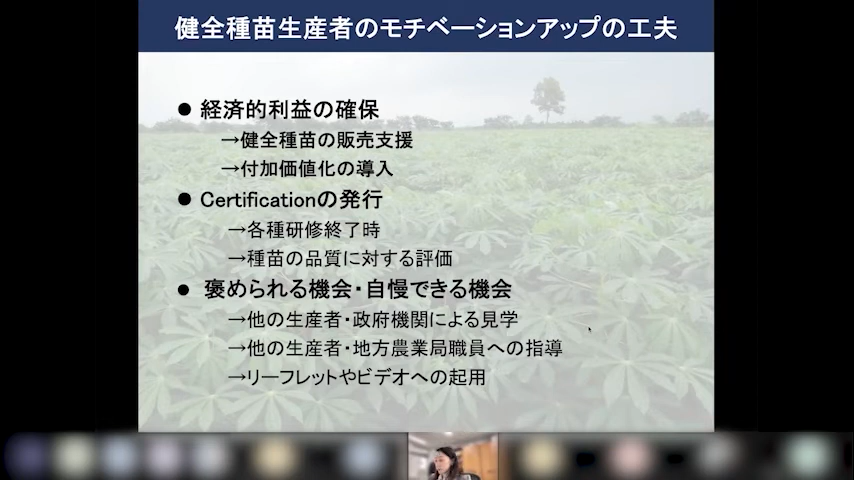 健全種苗生産者のモチベーションアップの工夫
● 経済的利益の確保
→健全種苗の販売支援
→付加価値化の導入
● Certificationの発行
→各種研修終了時
→種苗の品質に対する評価
● 褒められる機会・自慢できる機会
→他の生産者・政府機関による見学
→他の生産者・地方農業局職員への指導
→リーフレットやビデオへの起用